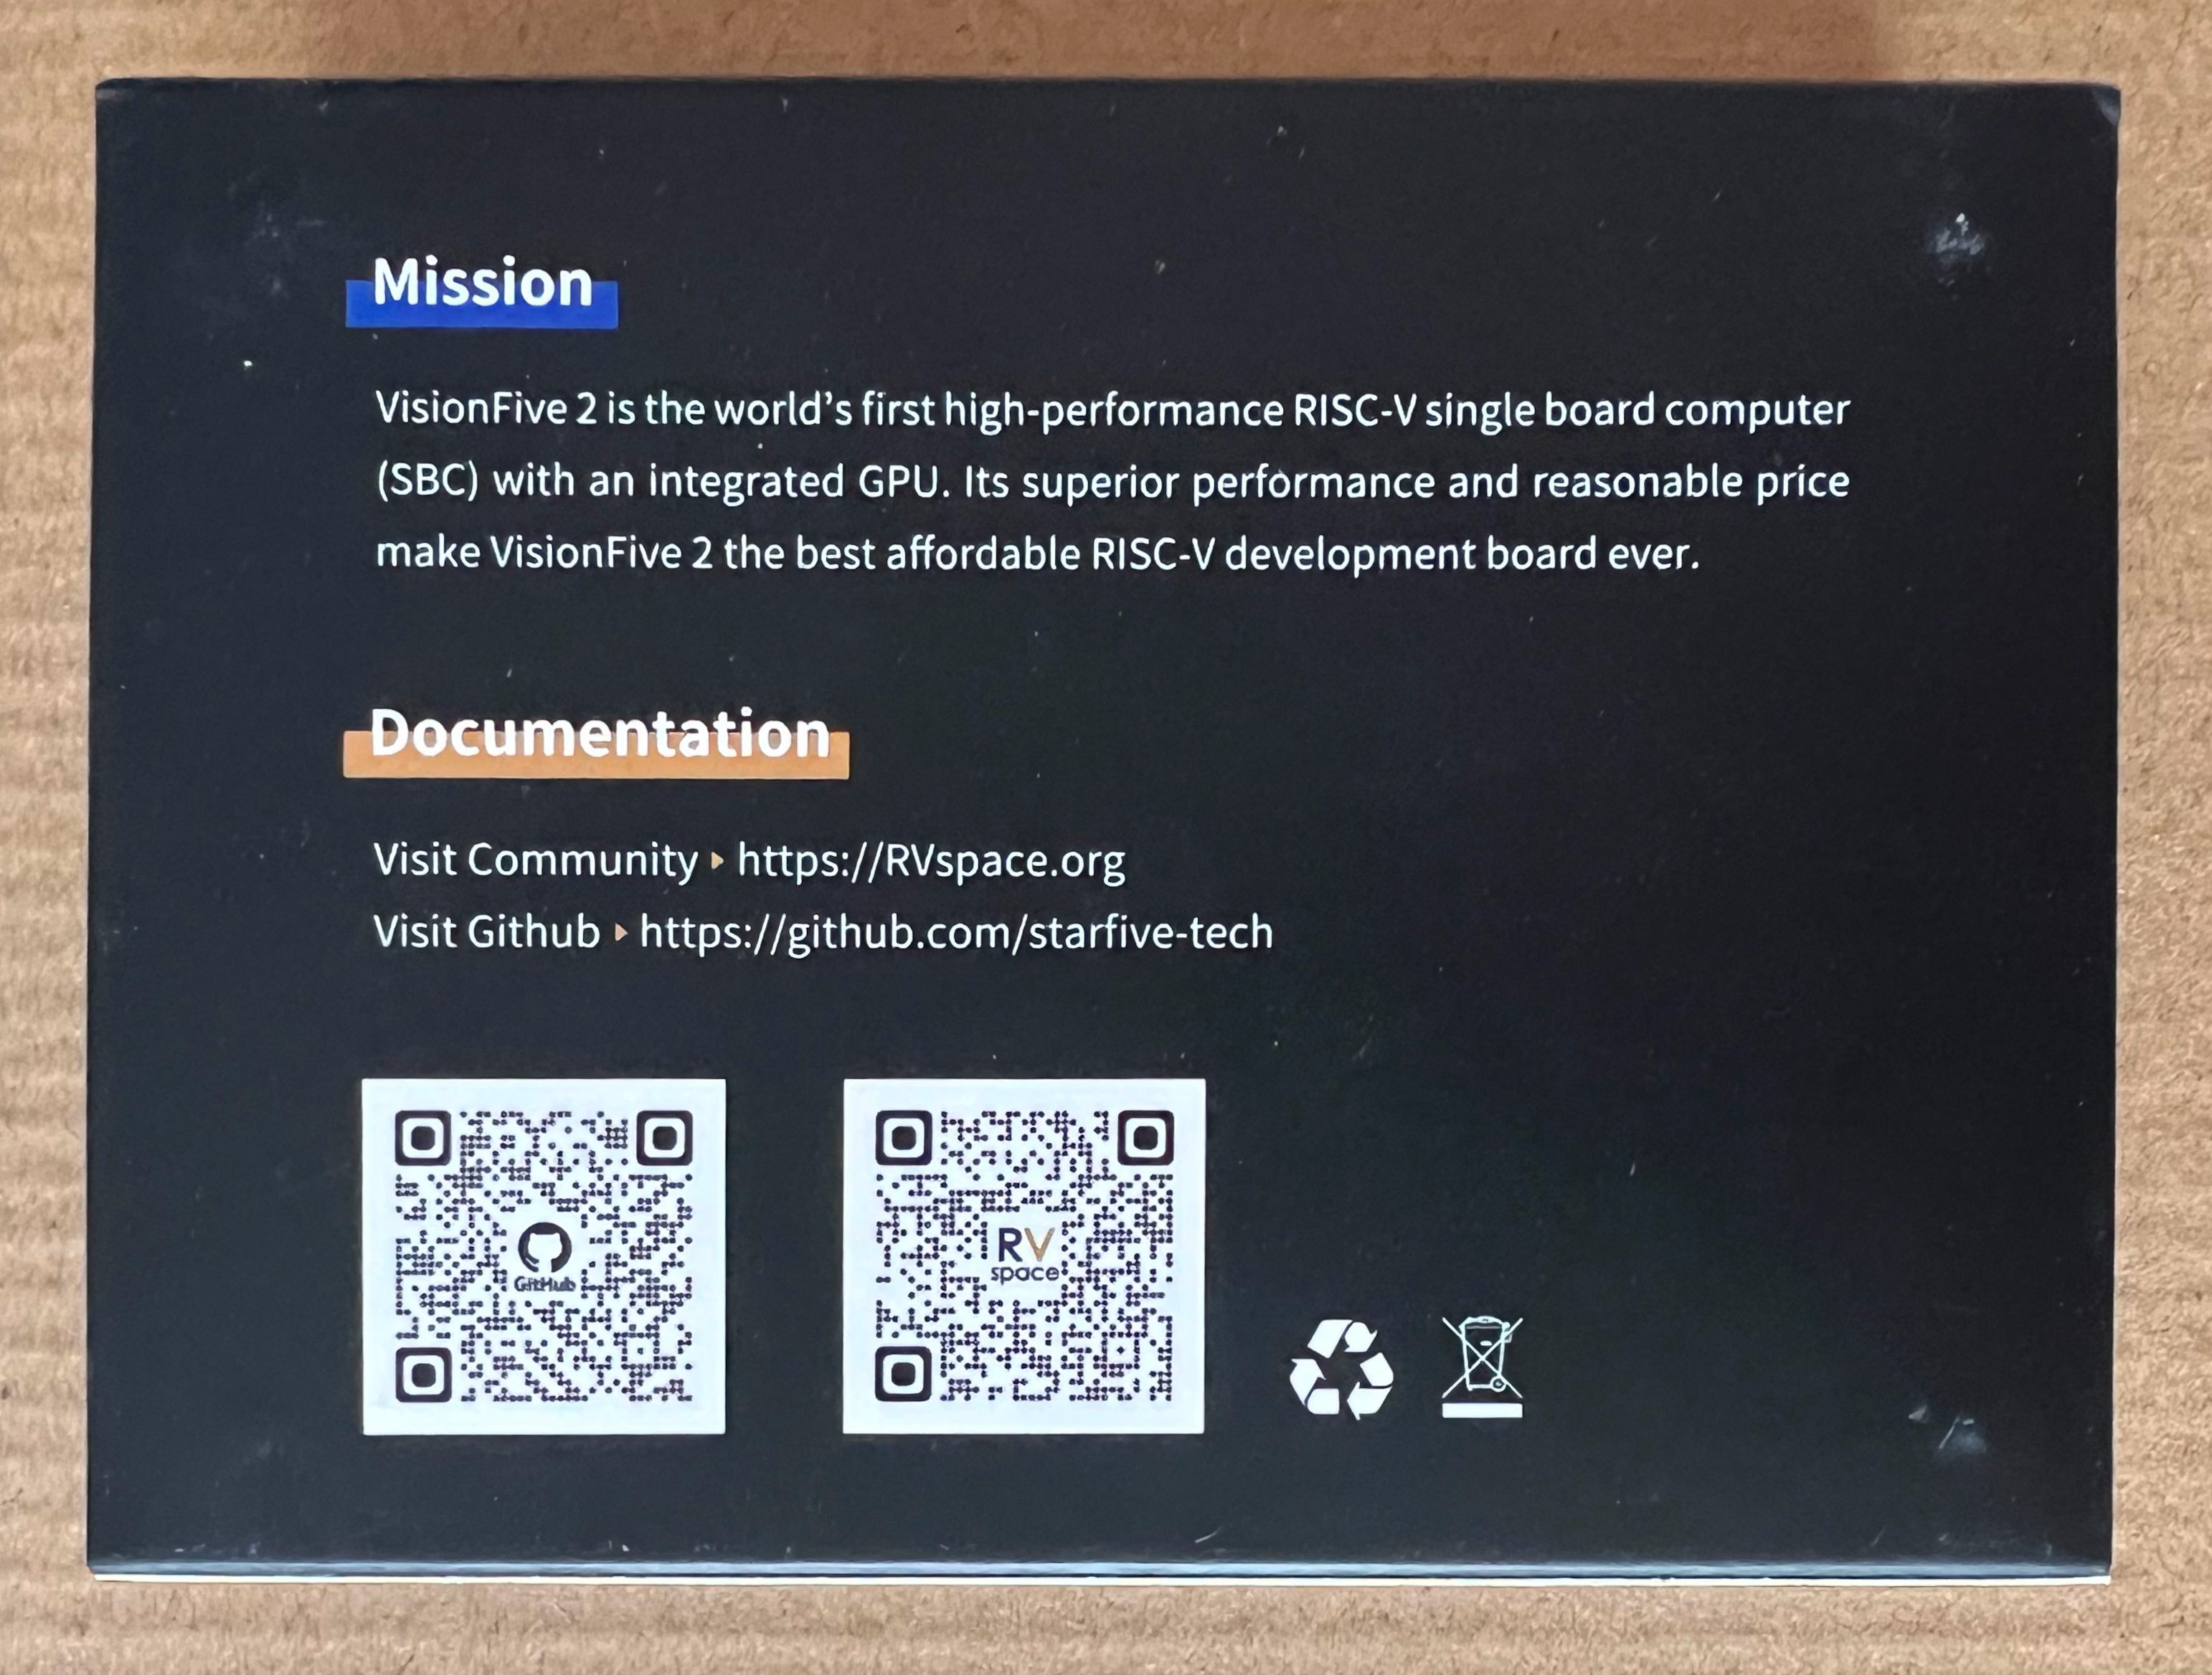 Mission
VisionFive 2 is the world’s first high-performance RISC-V single board computer
(SBC) with an integrated GPU. Its superior performance and reasonable price
make VisionFive 2 the best affordable RISC-V development board ever.
Documentation
Visit Community ▸ https://RVspace.org
Visit Github ▸ https://github.com/starfive-tech
GitHub
RV
space